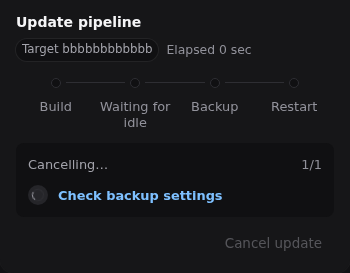 Update pipeline
Target bbbbbbbbbbbb Elapsed 0 sec
Build Waiting for idle Backup Restart
Cancelling… 1/1
Check backup settings
Cancel update